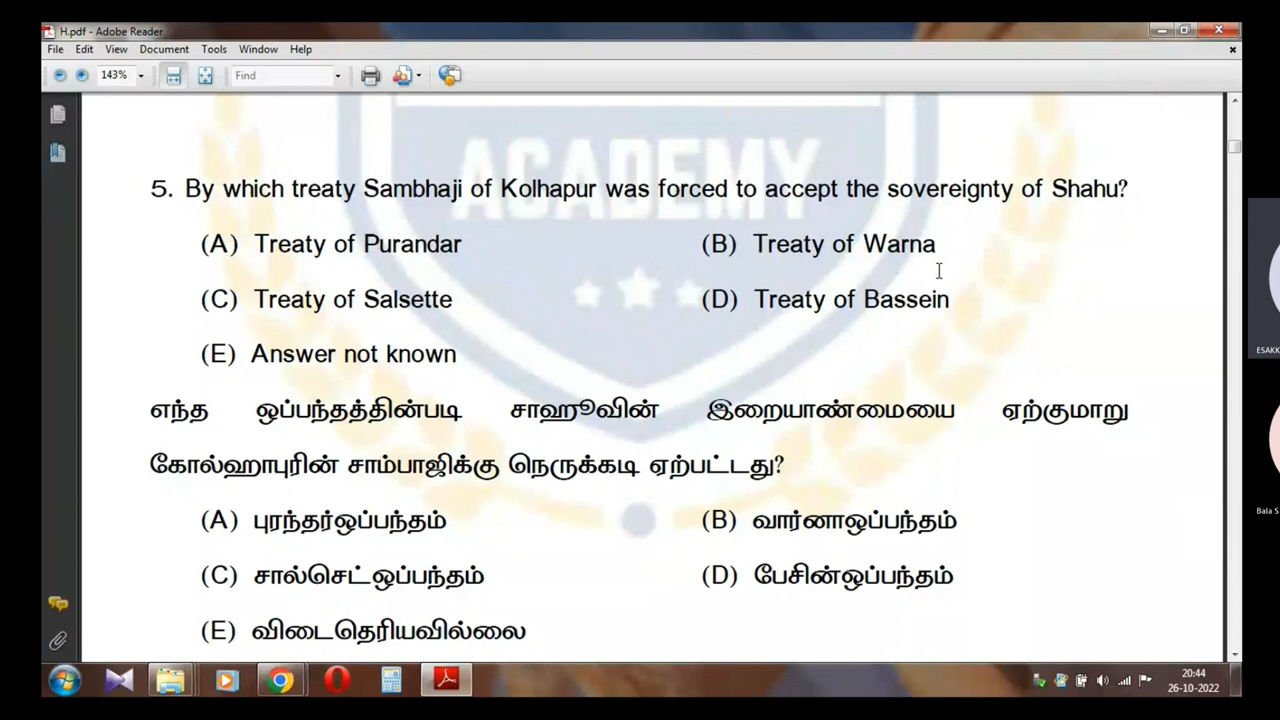 H.pdf - Adobe Reader
File Edit View Document Tools Window Help
143% Find
ACADEMY
5. By which treaty Sambhaji of Kolhapur was forced to accept the sovereignty of Shahu?
(A) Treaty of Purandar (B) Treaty of Warna
(C) Treaty of Salsette (D) Treaty of Bassein
(E) Answer not known
எந்த ஒப்பந்தத்தின்படி சாஹூவின் இறையாண்மையை ஏற்குமாறு
கோல்ஹாபுரின் சாம்பாஜிக்கு நெருக்கடி ஏற்பட்டது?
(A) புரந்தர்ஒப்பந்தம் (B) வார்னாஒப்பந்தம்
(C) சால்செட்ஒப்பந்தம் (D) பேசின்ஒப்பந்தம்
(E) விடைதெரியவில்லை
ESAKK
Bala S
20:44
26-10-2022